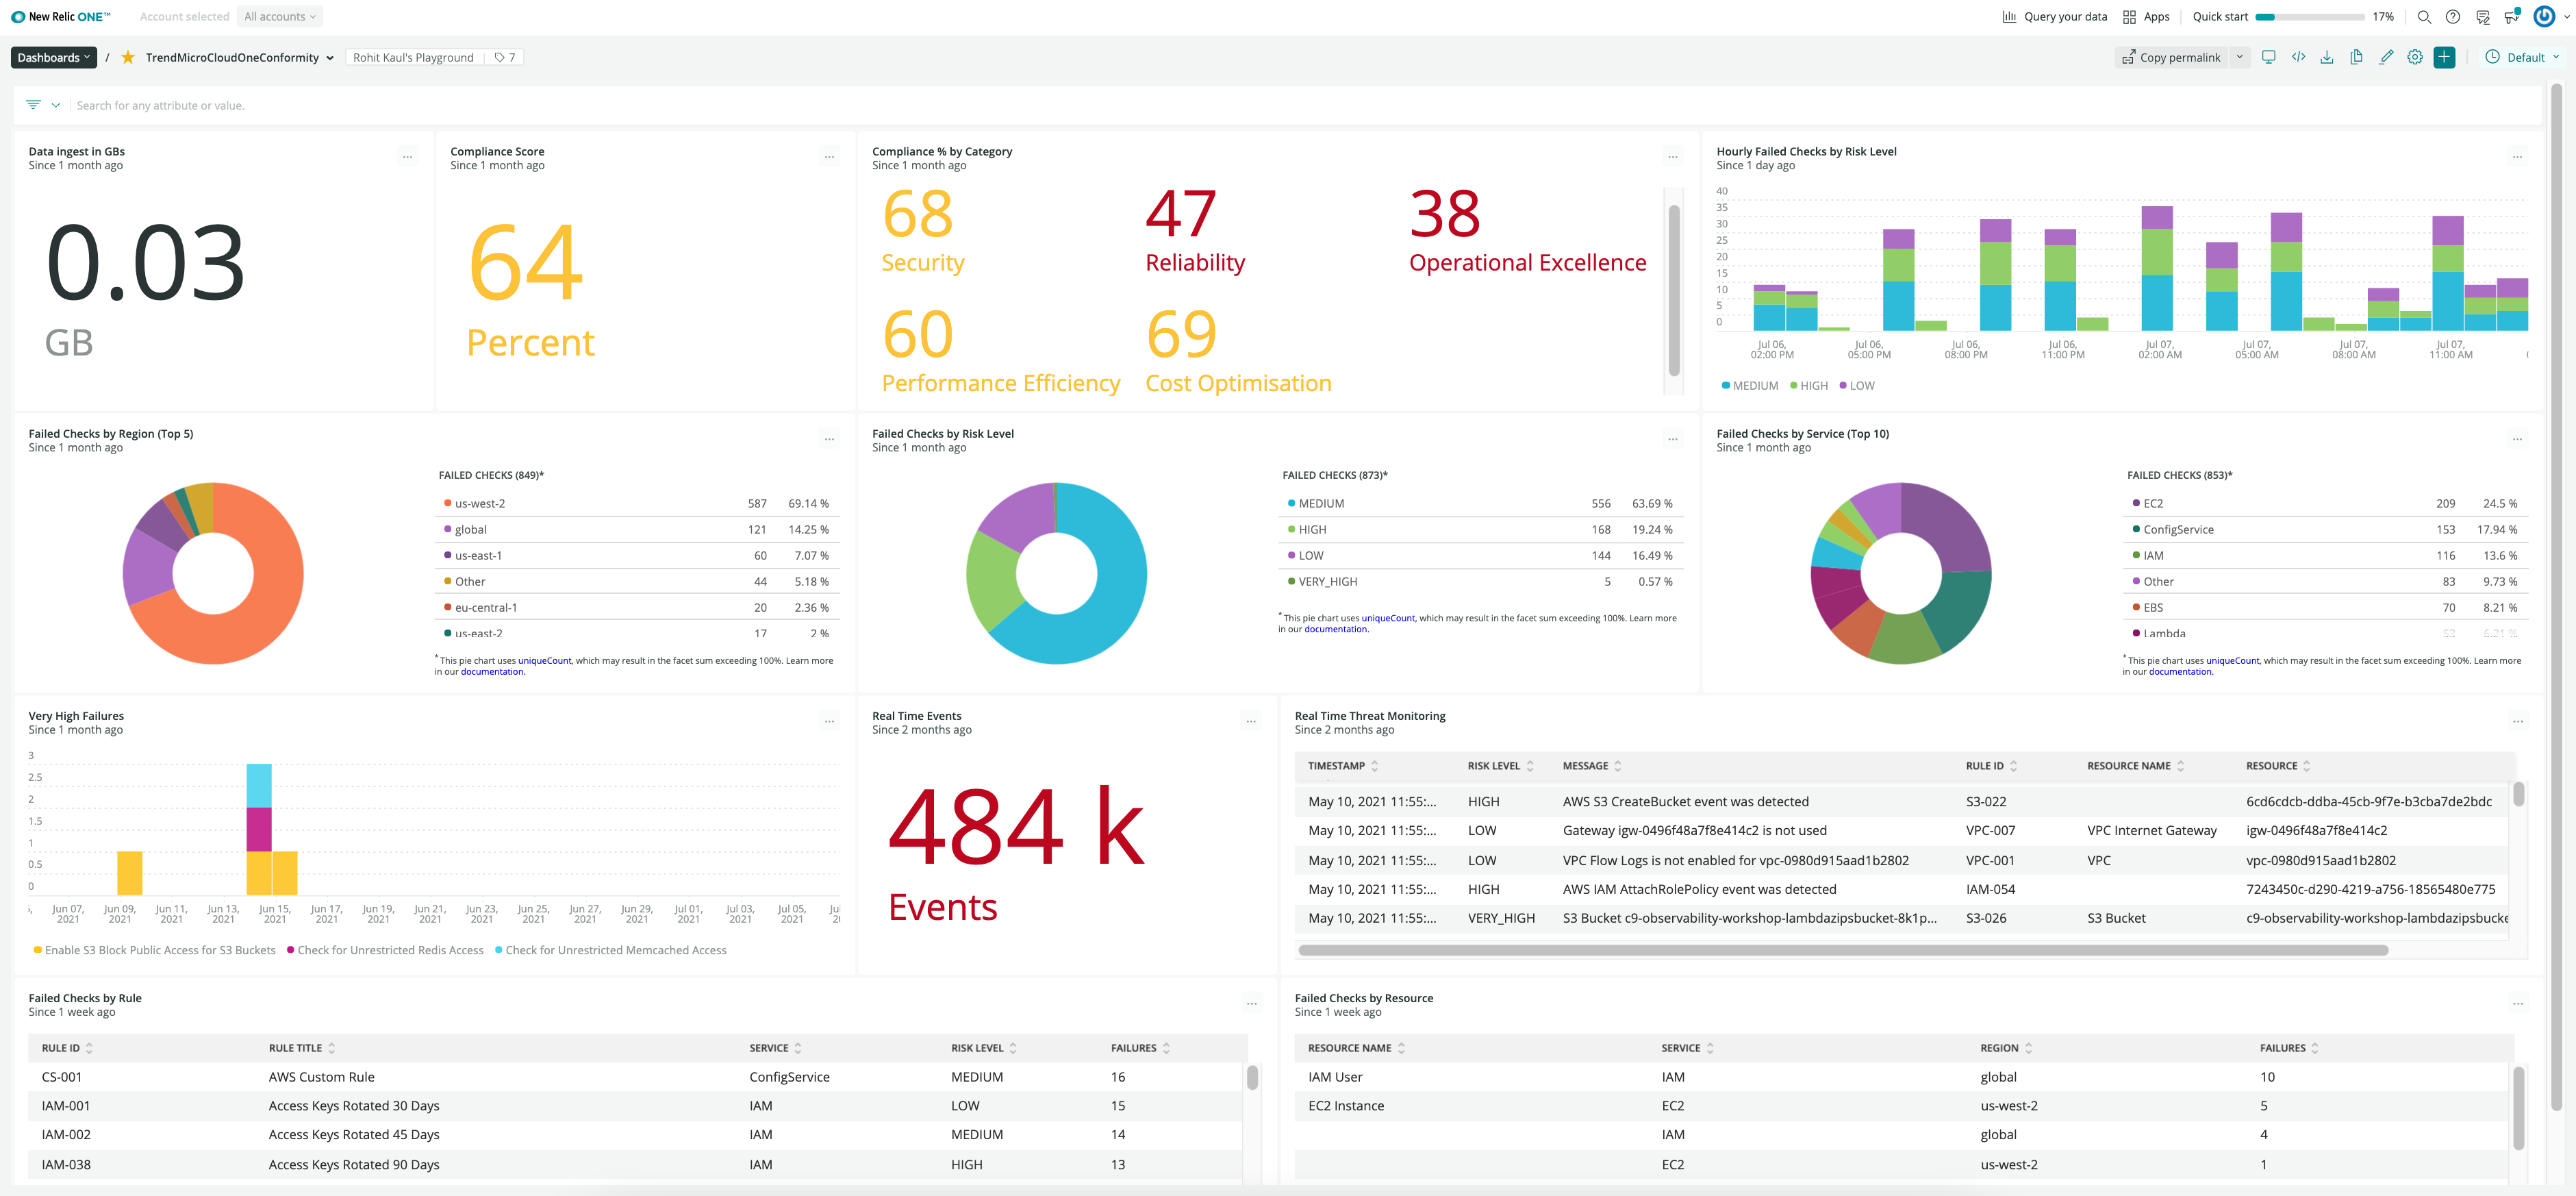 New Relic ONE™
Account selected
All accounts
Query your data
Apps
Quick start
17%
Dashboards
/
TrendMicroCloudOneConformity
Rohit Kaul's Playground
7
Copy permalink
Default
Search for any attribute or value.
Data ingest in GBs
Since 1 month ago
0.03
GB
Compliance Score
Since 1 month ago
64
Percent
Compliance % by Category
Since 1 month ago
68
Security
47
Reliability
38
Operational Excellence
60
Performance Efficiency
69
Cost Optimisation
Hourly Failed Checks by Risk Level
Since 1 day ago
40
35
30
25
20
15
10
5
0
Jul 06,
02:00 PM
Jul 06,
05:00 PM
Jul 06,
08:00 PM
Jul 06,
11:00 PM
Jul 07,
02:00 AM
Jul 07,
05:00 AM
Jul 07,
08:00 AM
Jul 07,
11:00 AM
MEDIUM HIGH LOW
Failed Checks by Region (Top 5)
Since 1 month ago
FAILED CHECKS (849)*
us-west-2 587 69.14 %
global 121 14.25 %
us-east-1 60 7.07 %
Other 44 5.18 %
eu-central-1 20 2.36 %
us-east-2 17 2 %
* This pie chart uses uniqueCount, which may result in the facet sum exceeding 100%. Learn more
in our documentation.
Failed Checks by Risk Level
Since 1 month ago
FAILED CHECKS (873)*
MEDIUM 556 63.69 %
HIGH 168 19.24 %
LOW 144 16.49 %
VERY_HIGH 5 0.57 %
* This pie chart uses uniqueCount, which may result in the facet sum exceeding 100%. Learn more
in our documentation.
Failed Checks by Service (Top 10)
Since 1 month ago
FAILED CHECKS (853)*
EC2 209 24.5 %
ConfigService 153 17.94 %
IAM 116 13.6 %
Other 83 9.73 %
EBS 70 8.21 %
Lambda
* This pie chart uses uniqueCount, which may result in the facet sum exceeding 100%. Learn more
in our documentation.
Very High Failures
Since 1 month ago
3
2.5
2
1.5
1
0.5
0
Jun 07,
2021
Jun 09,
2021
Jun 11,
2021
Jun 13,
2021
Jun 15,
2021
Jun 17,
2021
Jun 19,
2021
Jun 21,
2021
Jun 23,
2021
Jun 25,
2021
Jun 27,
2021
Jun 29,
2021
Jul 01,
2021
Jul 03,
2021
Jul 05,
2021
Enable S3 Block Public Access for S3 Buckets Check for Unrestricted Redis Access Check for Unrestricted Memcached Access
Real Time Events
Since 2 months ago
484 k
Events
Real Time Threat Monitoring
Since 2 months ago
TIMESTAMP RISK LEVEL MESSAGE RULE ID RESOURCE NAME RESOURCE
May 10, 2021 11:55:... HIGH AWS S3 CreateBucket event was detected S3-022 6cd6cdcb-ddba-45cb-9f7e-b3cba7de2bdc
May 10, 2021 11:55:... LOW Gateway igw-0496f48a7f8e414c2 is not used VPC-007 VPC Internet Gateway igw-0496f48a7f8e414c2
May 10, 2021 11:55:... LOW VPC Flow Logs is not enabled for vpc-0980d915aad1b2802 VPC-001 VPC vpc-0980d915aad1b2802
May 10, 2021 11:55:... HIGH AWS IAM AttachRolePolicy event was detected IAM-054 7243450c-d290-4219-a756-18565480e775
May 10, 2021 11:55:... VERY_HIGH S3 Bucket c9-observability-workshop-lambdazipsbucket-8k1p... S3-026 S3 Bucket c9-observability-workshop-lambdazipsbucke
Failed Checks by Rule
Since 1 week ago
RULE ID RULE TITLE SERVICE RISK LEVEL FAILURES
CS-001 AWS Custom Rule ConfigService MEDIUM 16
IAM-001 Access Keys Rotated 30 Days IAM LOW 15
IAM-002 Access Keys Rotated 45 Days IAM MEDIUM 14
IAM-038 Access Keys Rotated 90 Days IAM HIGH 13
Failed Checks by Resource
Since 1 week ago
RESOURCE NAME SERVICE REGION FAILURES
IAM User IAM global 10
EC2 Instance EC2 us-west-2 5
IAM global 4
EC2 us-west-2 1